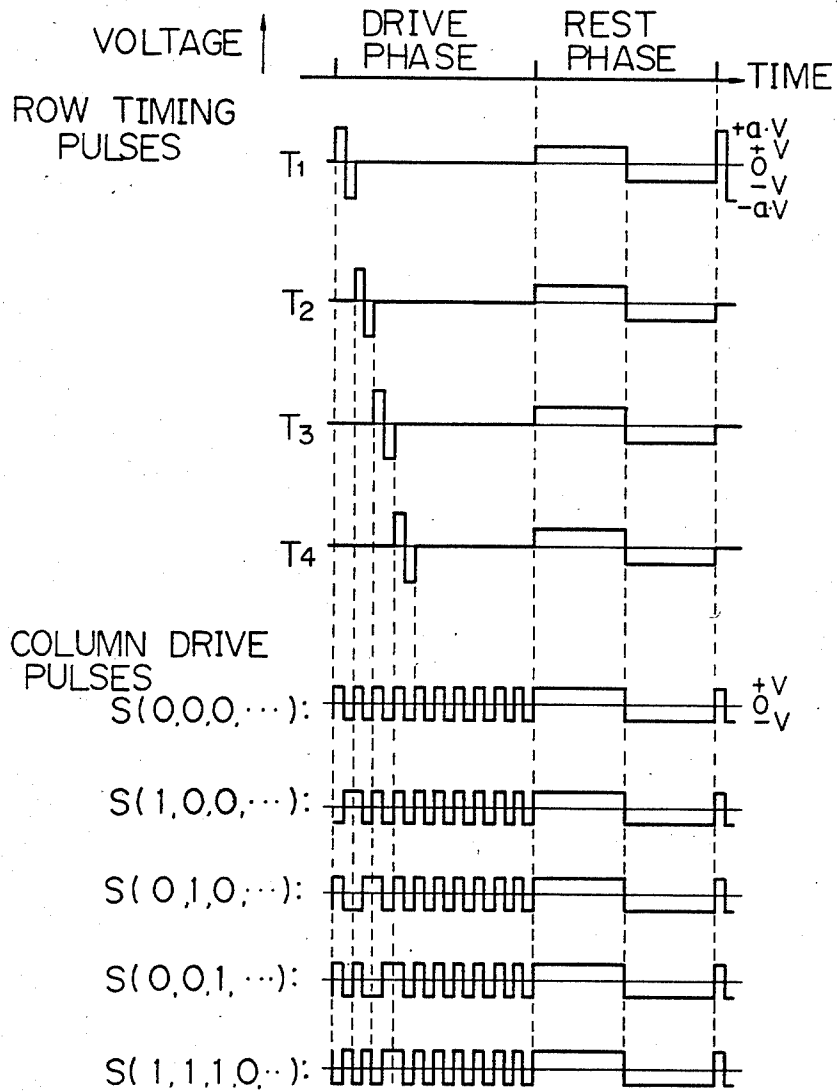 VOLTAGE
DRIVE PHASE
REST PHASE
TIME
ROW TIMING
PULSES
T1
+a·V
+V
0
−V
−a·V
T2
T3
T4
COLUMN DRIVE
PULSES
S(0,0,0,···):
+V
0
−V
S(1,0,0,···):
S(0,1,0,···):
S(0,0,1,···):
S(1,1,1,0,··):